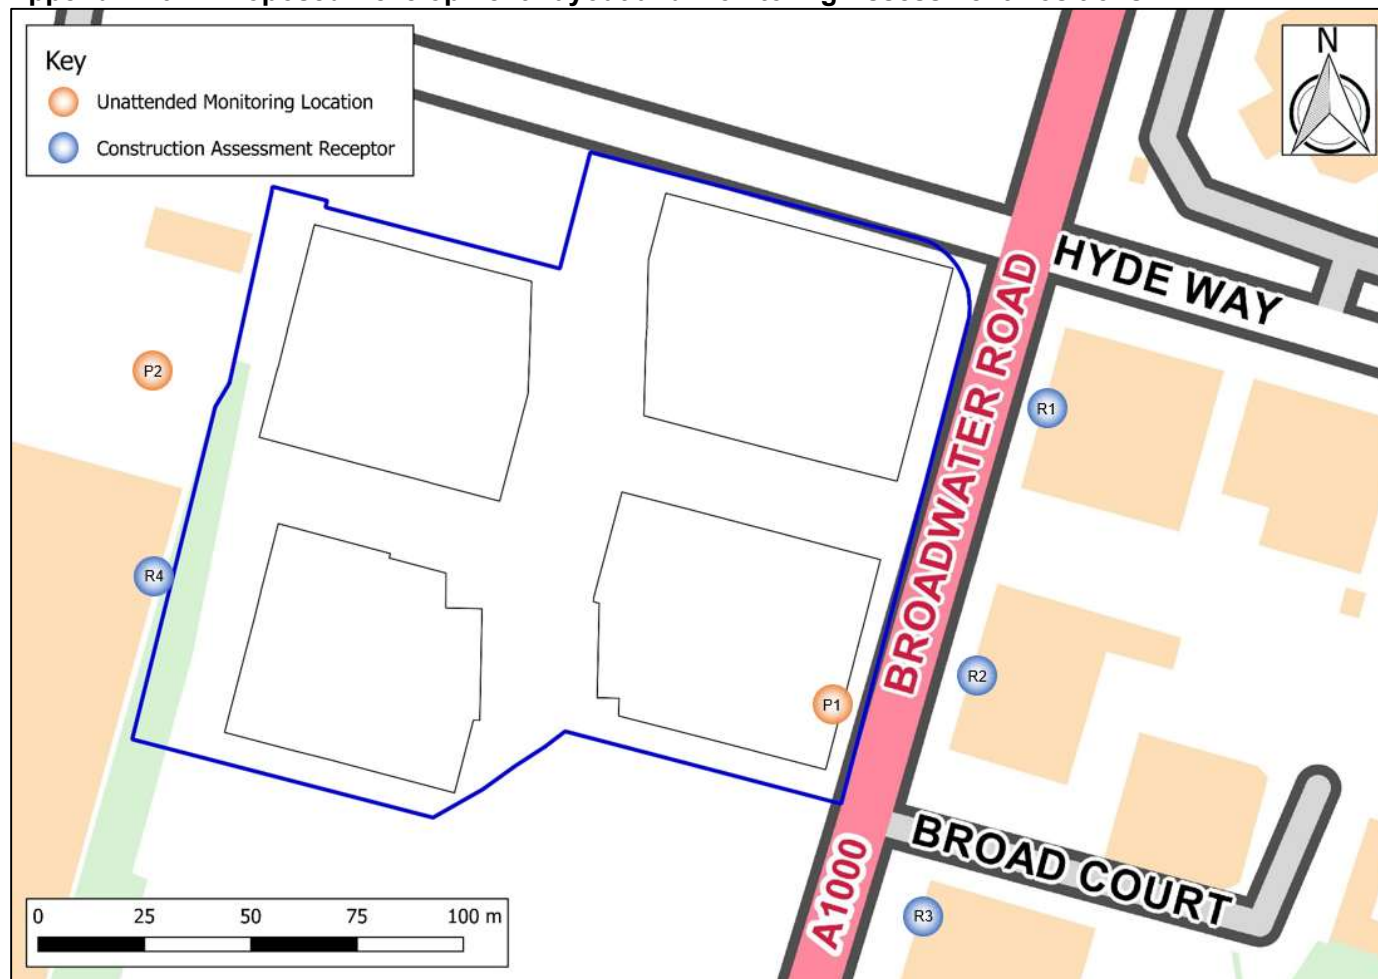 Key
Unattended Monitoring Location
Construction Assessment Receptor
N
HYDE WAY
BROADWATER ROAD
P2
R1
R4
R2
P1
BROAD COURT
A1000
R3
0 25 50 75 100 m